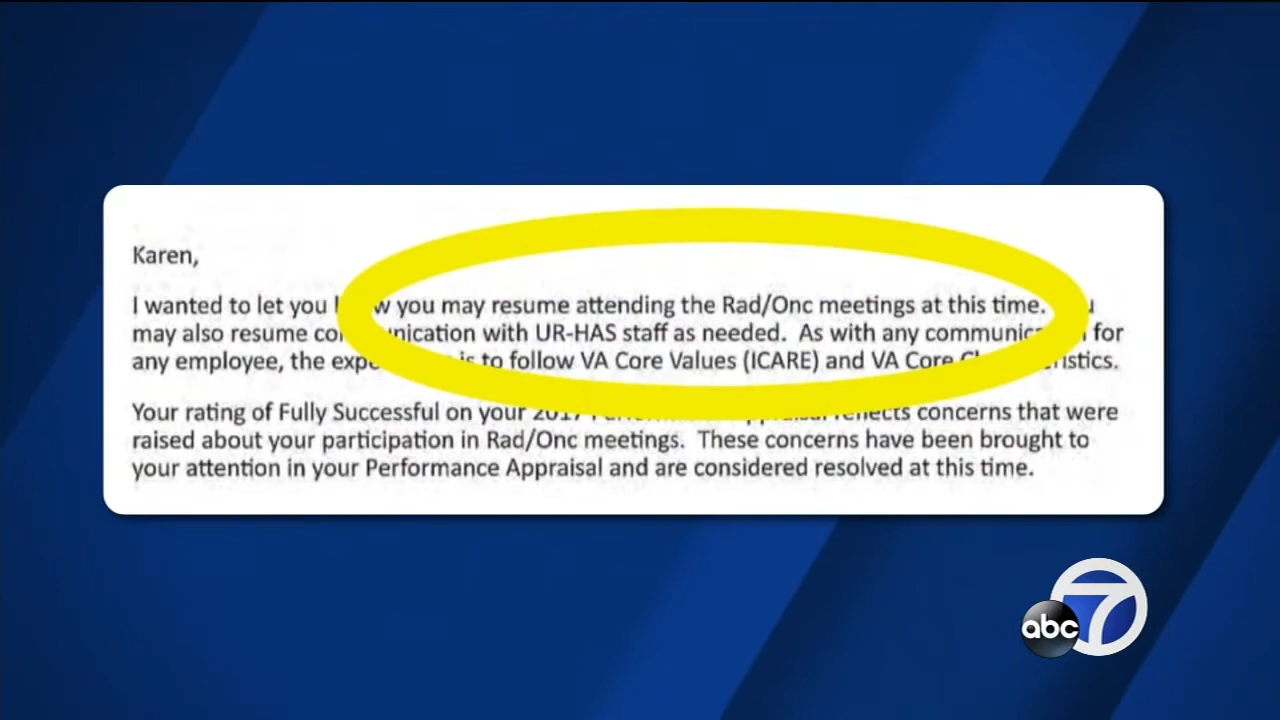 Karen,
I wanted to let you know you may resume attending the Rad/Onc meetings at this time.
may also resume communication with UR-HAS staff as needed. As with any communication for
any employee, the is to follow VA Core Values (ICARE) and VA Core Characteristics.
Your rating of Fully Successful on your 2017 Performance Appraisal reflects concerns that were
raised about your participation in Rad/Onc meetings. These concerns have been brought to
your attention in your Performance Appraisal and are considered resolved at this time.
abc 7